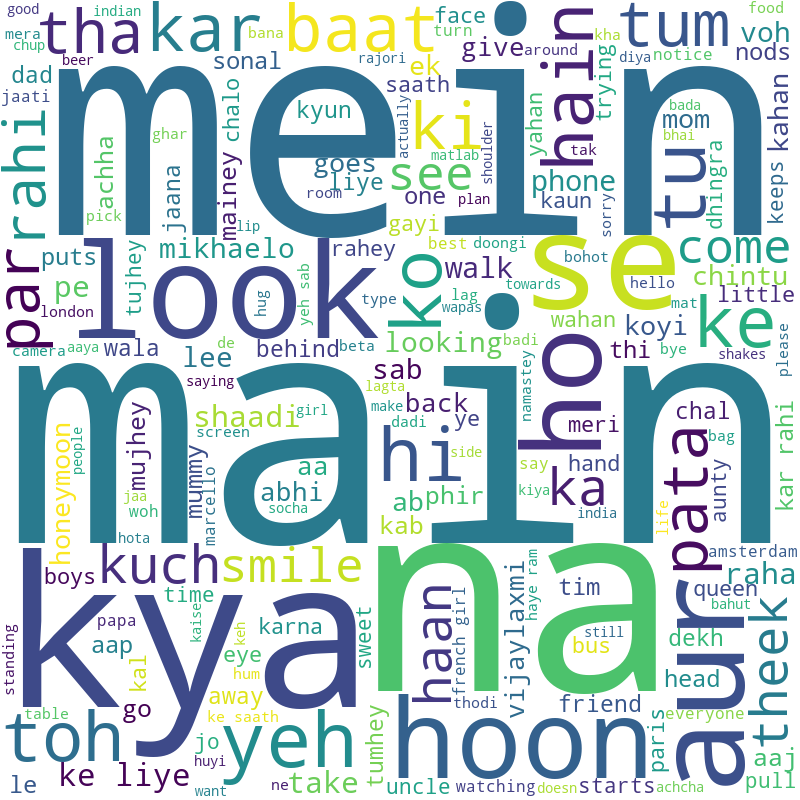 good
indian
tha
kar
bana
baat
face
turn
give
around
hain
kha
tum
food
voh
mera
chup
beer
sonal
rajori
ek
trying
diya
notice
nods
dad
jaati
mein
saath
actually
ki
kyun
yahan
bada
mom
bhai
kahan
rahi
achha
ghar
chalo
goes
liye
see
matlab
shoulder
tak
phone
tu
dhingra
keeps
jaana
mainey
room
one
plan
kaun
sorry
pick
lip
gayi
par
puts
tujhey
mikhaelo
rahey
best
doongi
ko
walk
towards
se
come
chintu
pe
london
look
hug
yeh sab
type
lag
wapas
bohot
hello
mat
little
wahan
koyi
ke
camera
aaya
wala
de
lee
behind
beta
looking
badi
thi
bye
shakes
please
saying
sab
namastey
ho
main
honeymoon
people
mujhey
shaadi
girl
lagta
make
back
ye
meri
chal
screen
dadi
hi
side
say
hand
pata
bag
aunty
kar rahi
jaa
woh
mummy
marcello
aa
abhi
socha
ab
phir
kab
kiya
ka
india
life
hota
kya
kuch
smile
na
boys
amsterdam
time
kaise
haan
french girl
vijaylaxmi
haye ram
tim
aur
queen
raha
bahut
standing
papa
aap
karna
keh
sweet
still
bus
dekh
theek
kal
eye
hum
away
head
go
thodi
hoon
friend
paris
everyone
table
toh
jo
yeh
ke saath
tumhey
aaj
le
ke liye
huyi
want
ne
take
uncle
watching
doesn
starts
achcha
pull